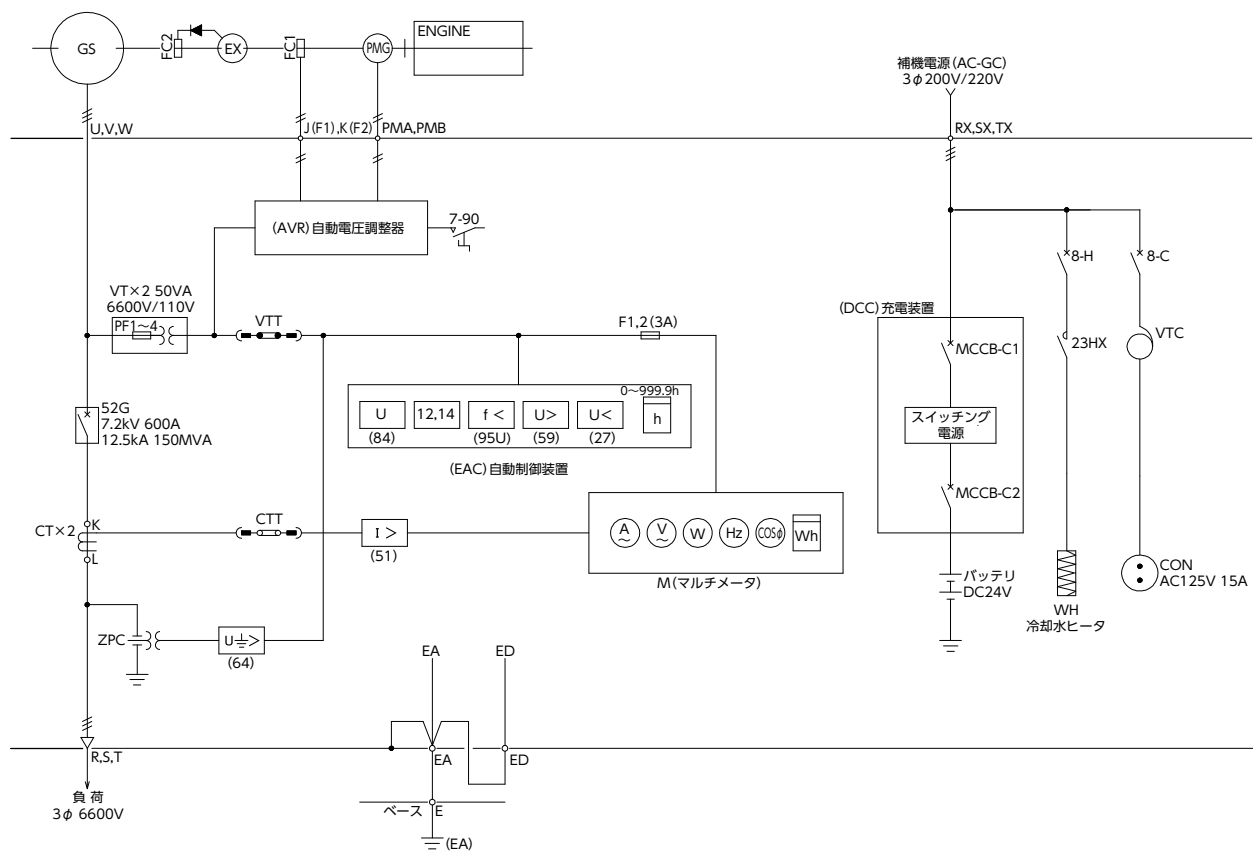 GS
FC2
EX
FC1
PMG
ENGINE
補機電源(AC-GC)
3φ200V/220V
U,V,W
J(F1),K(F2)
PMA,PMB
RX,SX,TX
(AVR)自動電圧調整器
7-90
8-H
8-C
VT×2 50VA
6600V/110V
PF1〜4
VTT
F1,2(3A)
(DCC)充電装置
MCCB-C1
23HX
VTC
スイッチング
電源
MCCB-C2
0〜999.9h
U
12,14
f <
U>
U<
h
(84)
(95U)
(59)
(27)
(EAC)自動制御装置
52G
7.2kV 600A
12.5kA 150MVA
CT×2
K
L
CTT
I >
(51)
A
~
V
~
W
Hz
COSφ
Wh
M(マルチメータ)
バッテリ
DC24V
WH
冷却水ヒータ
CON
AC125V 15A
ZPC
U⏚>
(64)
EA
ED
R,S,T
EA
ED
負荷
3φ 6600V
ベース
E
(EA)